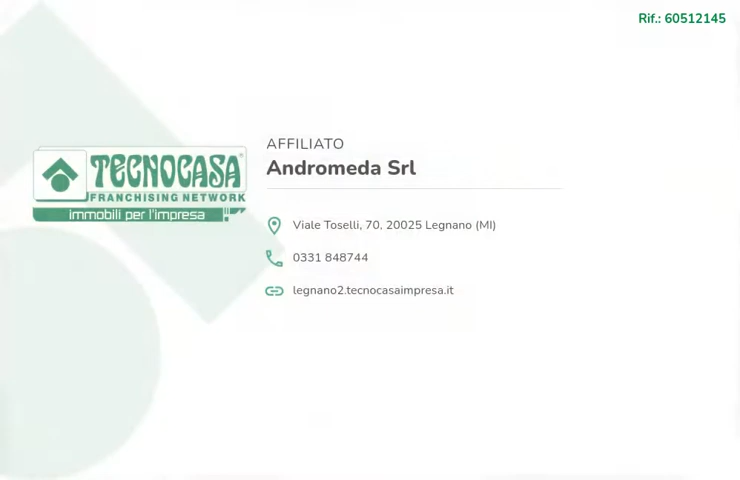 Rif.: 60512145
AFFILIATO
Andromeda Srl
TECNOCASA®
FRANCHISING NETWORK
immobili per l'impresa
Viale Toselli, 70, 20025 Legnano (MI)
0331 848744
legnano2.tecnocasaimpresa.it